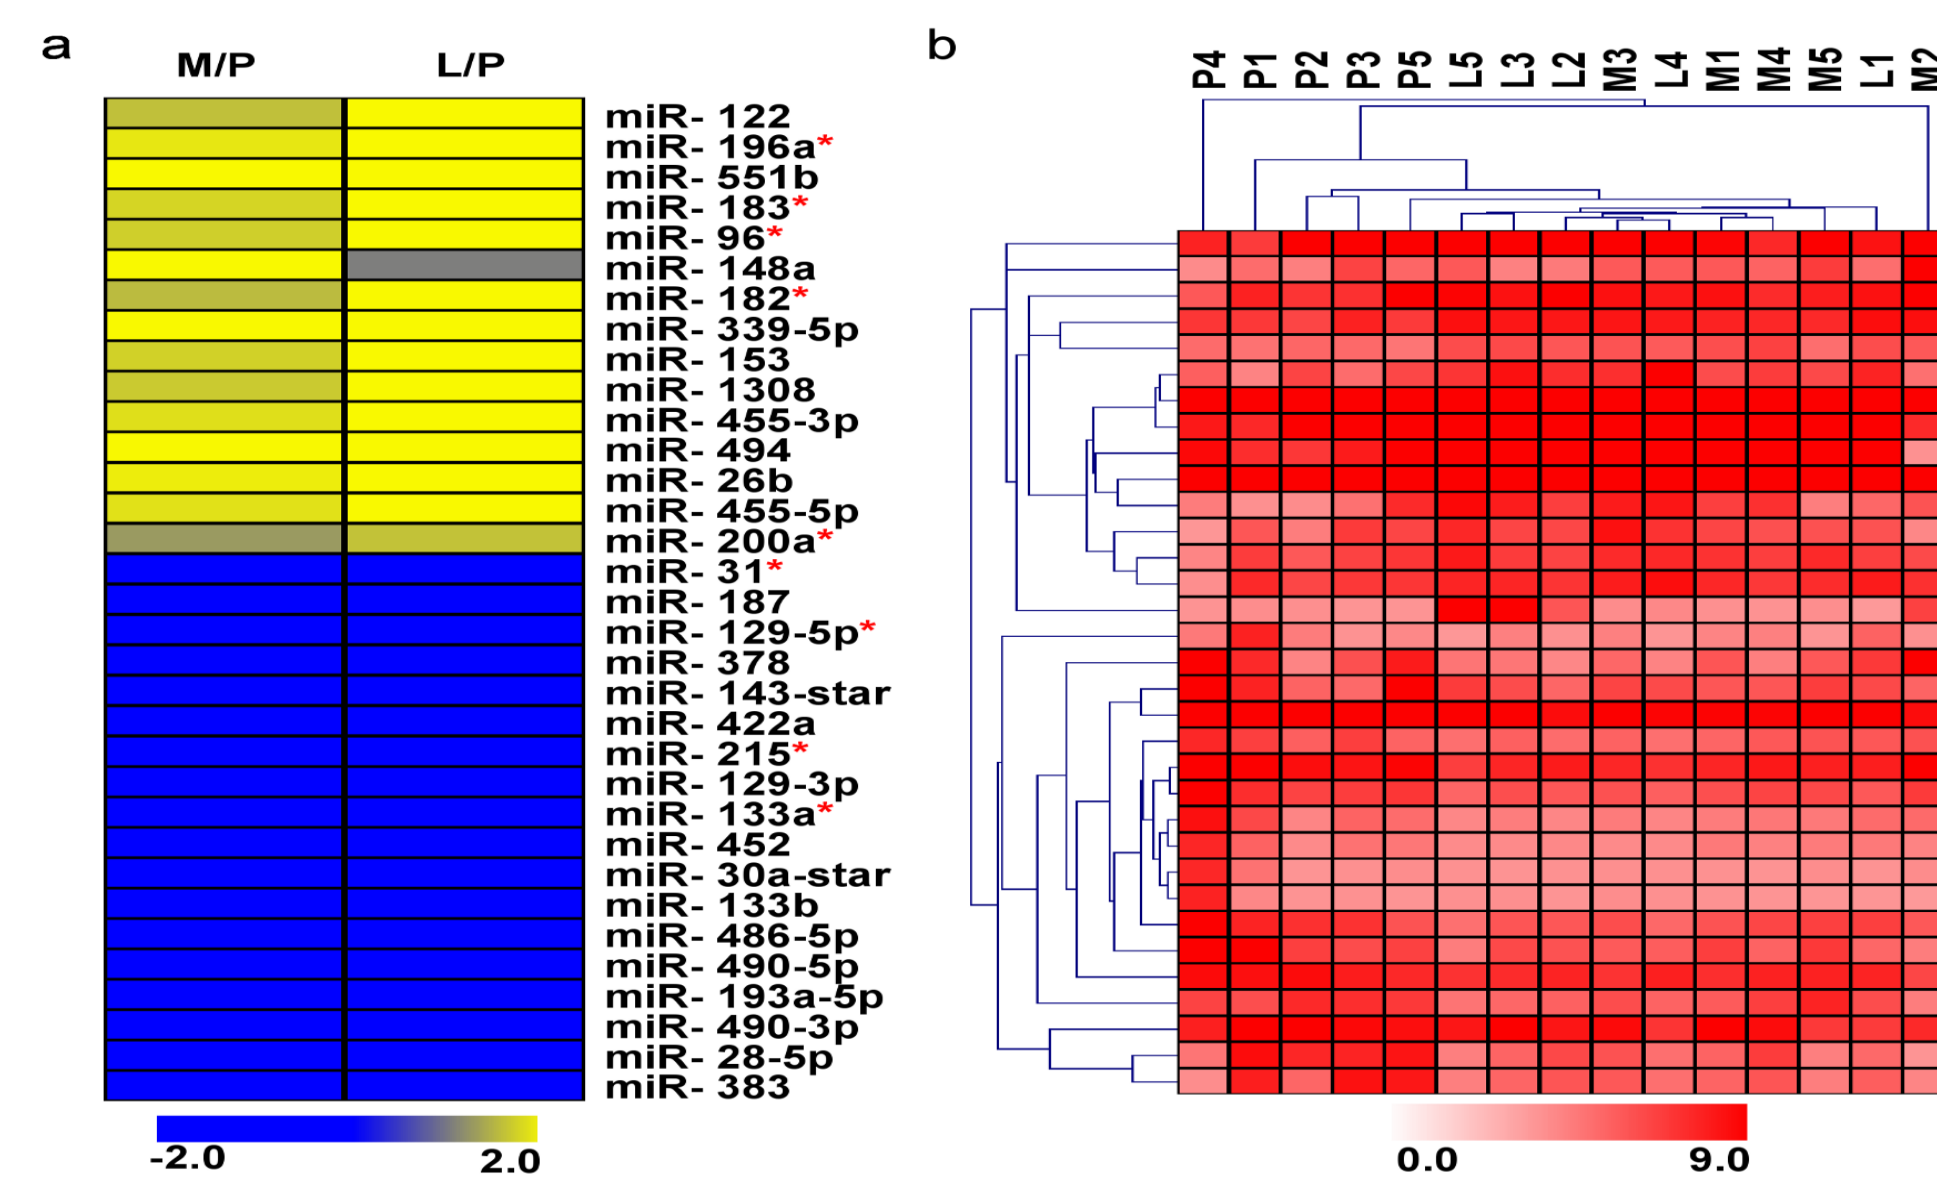 a
M/P L/P
miR- 122
miR- 196a*
miR- 551b
miR- 183*
miR- 96*
miR- 148a
miR- 182*
miR- 339-5p
miR- 153
miR- 1308
miR- 455-3p
miR- 494
miR- 26b
miR- 455-5p
miR- 200a*
miR- 31*
miR- 187
miR- 129-5p*
miR- 378
miR- 143-star
miR- 422a
miR- 215*
miR- 129-3p
miR- 133a*
miR- 452
miR- 30a-star
miR- 133b
miR- 486-5p
miR- 490-5p
miR- 193a-5p
miR- 490-3p
miR- 28-5p
miR- 383
-2.0 2.0
b
P4 P1 P2 P3 P5 L5 L3 L2 M3 L4 M1 M4 M5 L1 M2
0.0 9.0